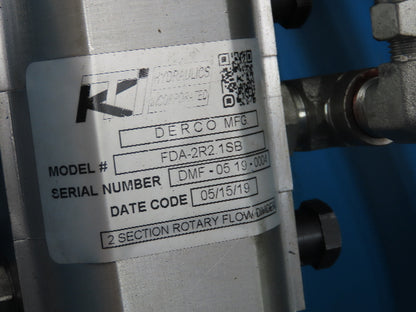 HYDRAULICS
INCORPORATED
DERCO MFG
MODEL # FDA-2R2.1SB
SERIAL NUMBER DMF - 05 19 - 0004
DATE CODE 05/15/19
2 SECTION ROTARY FLOW DIVIDER